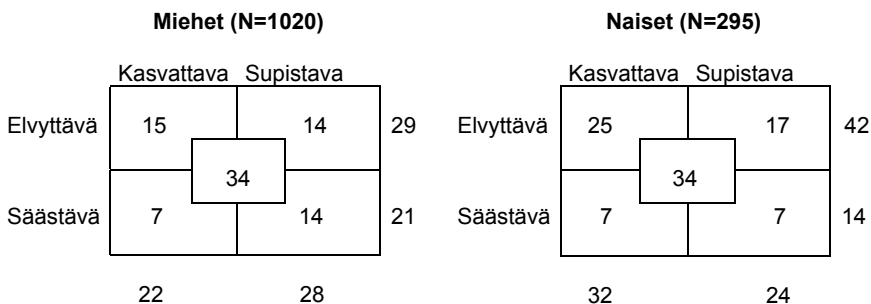 Miehet (N=1020) Naiset (N=295)
Kasvattava Supistava Kasvattava Supistava
Elvyttävä 15 14 29 Elvyttävä 25 17 42
34 34
Säästävä 7 14 21 Säästävä 7 7 14
22 28 32 24